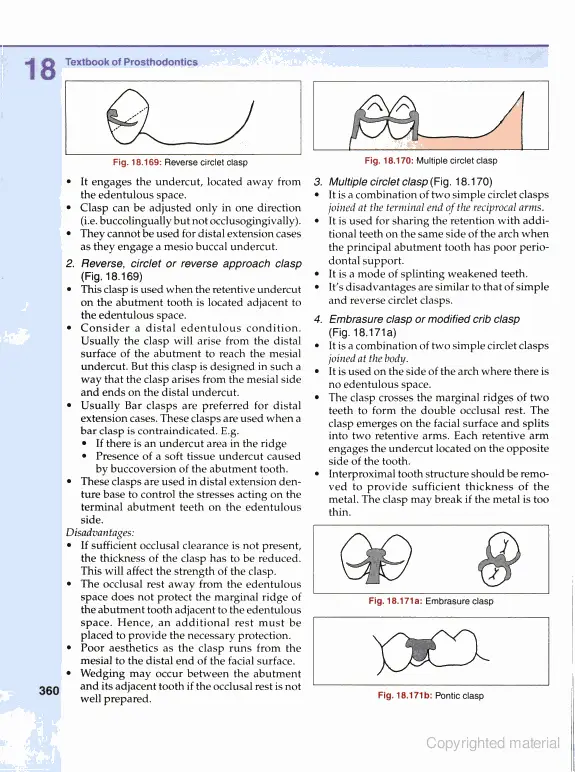 18
Textbook of Prosthodontics
Fig. 18.169: Reverse circlet clasp
• It engages the undercut, located away from
the edentulous space.
• Clasp can be adjusted only in one direction
(i.e. buccolingually but not occlusogingivally).
• They cannot be used for distal extension cases
as they engage a mesio buccal undercut.
2. Reverse, circlet or reverse approach clasp
(Fig. 18.169)
• This clasp is used when the retentive undercut
on the abutment tooth is located adjacent to
the edentulous space.
• Consider a distal edentulous condition.
Usually the clasp will arise from the distal
surface of the abutment to reach the mesial
undercut. But this clasp is designed in such a
way that the clasp arises from the mesial side
and ends on the distal undercut.
• Usually Bar clasps are preferred for distal
extension cases. These clasps are used when a
bar clasp is contraindicated. E.g.
• If there is an undercut area in the ridge
• Presence of a soft tissue undercut caused
by buccoversion of the abutment tooth.
• These clasps are used in distal extension den-
ture base to control the stresses acting on the
terminal abutment teeth on the edentulous
side.
Disadvantages:
• If sufficient occlusal clearance is not present,
the thickness of the clasp has to be reduced.
This will affect the strength of the clasp.
• The occlusal rest away from the edentulous
space does not protect the marginal ridge of
the abutment tooth adjacent to the edentulous
space. Hence, an additional rest must be
placed to provide the necessary protection.
• Poor aesthetics as the clasp runs from the
mesial to the distal end of the facial surface.
• Wedging may occur between the abutment
and its adjacent tooth if the occlusal rest is not
well prepared.
360
Fig. 18.170: Multiple circlet clasp
3. Multiple circlet clasp (Fig. 18.170)
• It is a combination of two simple circlet clasps
joined at the terminal end of the reciprocal arms.
• It is used for sharing the retention with addi-
tional teeth on the same side of the arch when
the principal abutment tooth has poor perio-
dontal support.
• It is a mode of splinting weakened teeth.
• It's disadvantages are similar to that of simple
and reverse circlet clasps.
4. Embrasure clasp or modified crib clasp
(Fig. 18.171a)
• It is a combination of two simple circlet clasps
joined at the body.
• It is used on the side of the arch where there is
no edentulous space.
• The clasp crosses the marginal ridges of two
teeth to form the double occlusal rest. The
clasp emerges on the facial surface and splits
into two retentive arms. Each retentive arm
engages the undercut located on the opposite
side of the tooth.
• Interproximal tooth structure should be remo-
ved to provide sufficient thickness of the
metal. The clasp may break if the metal is too
thin.
Fig. 18.171a: Embrasure clasp
Fig. 18.171b: Pontic clasp
Copyrighted material